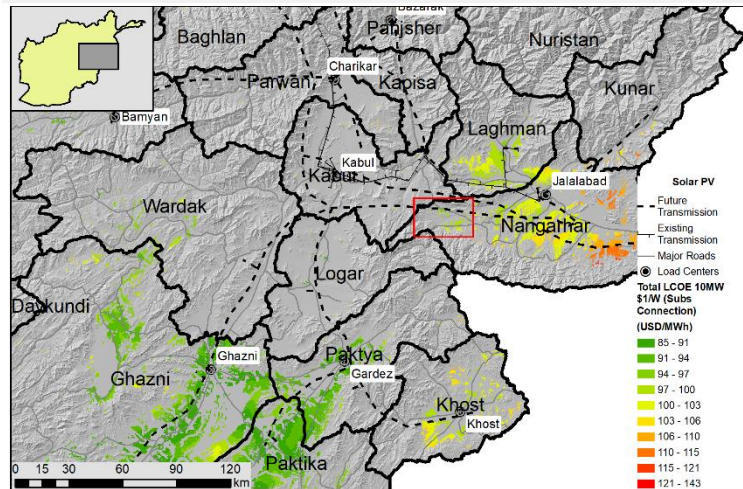 Bazarak
Panjsher
Baghlan
Nuristan
Charikar
Parwan
Kapisa
Kunar
Bamyan
Laghman
Kabul
Kabul
Jalalabad
Wardak
Nangarhar
Logar
Daykundi
Ghazni
Paktya
Ghazni
Gardez
Khost
Khost
Paktika
0 15 30 60 90 120
km
Solar PV
Future
Transmission
Existing
Transmission
Major Roads
Load Centers
Total LCOE 10MW
$1/W (Subs
Connection)
(USD/MWh)
85 - 91
91 - 94
94 - 97
97 - 100
100 - 103
103 - 106
106 - 110
110 - 115
115 - 121
121 - 143